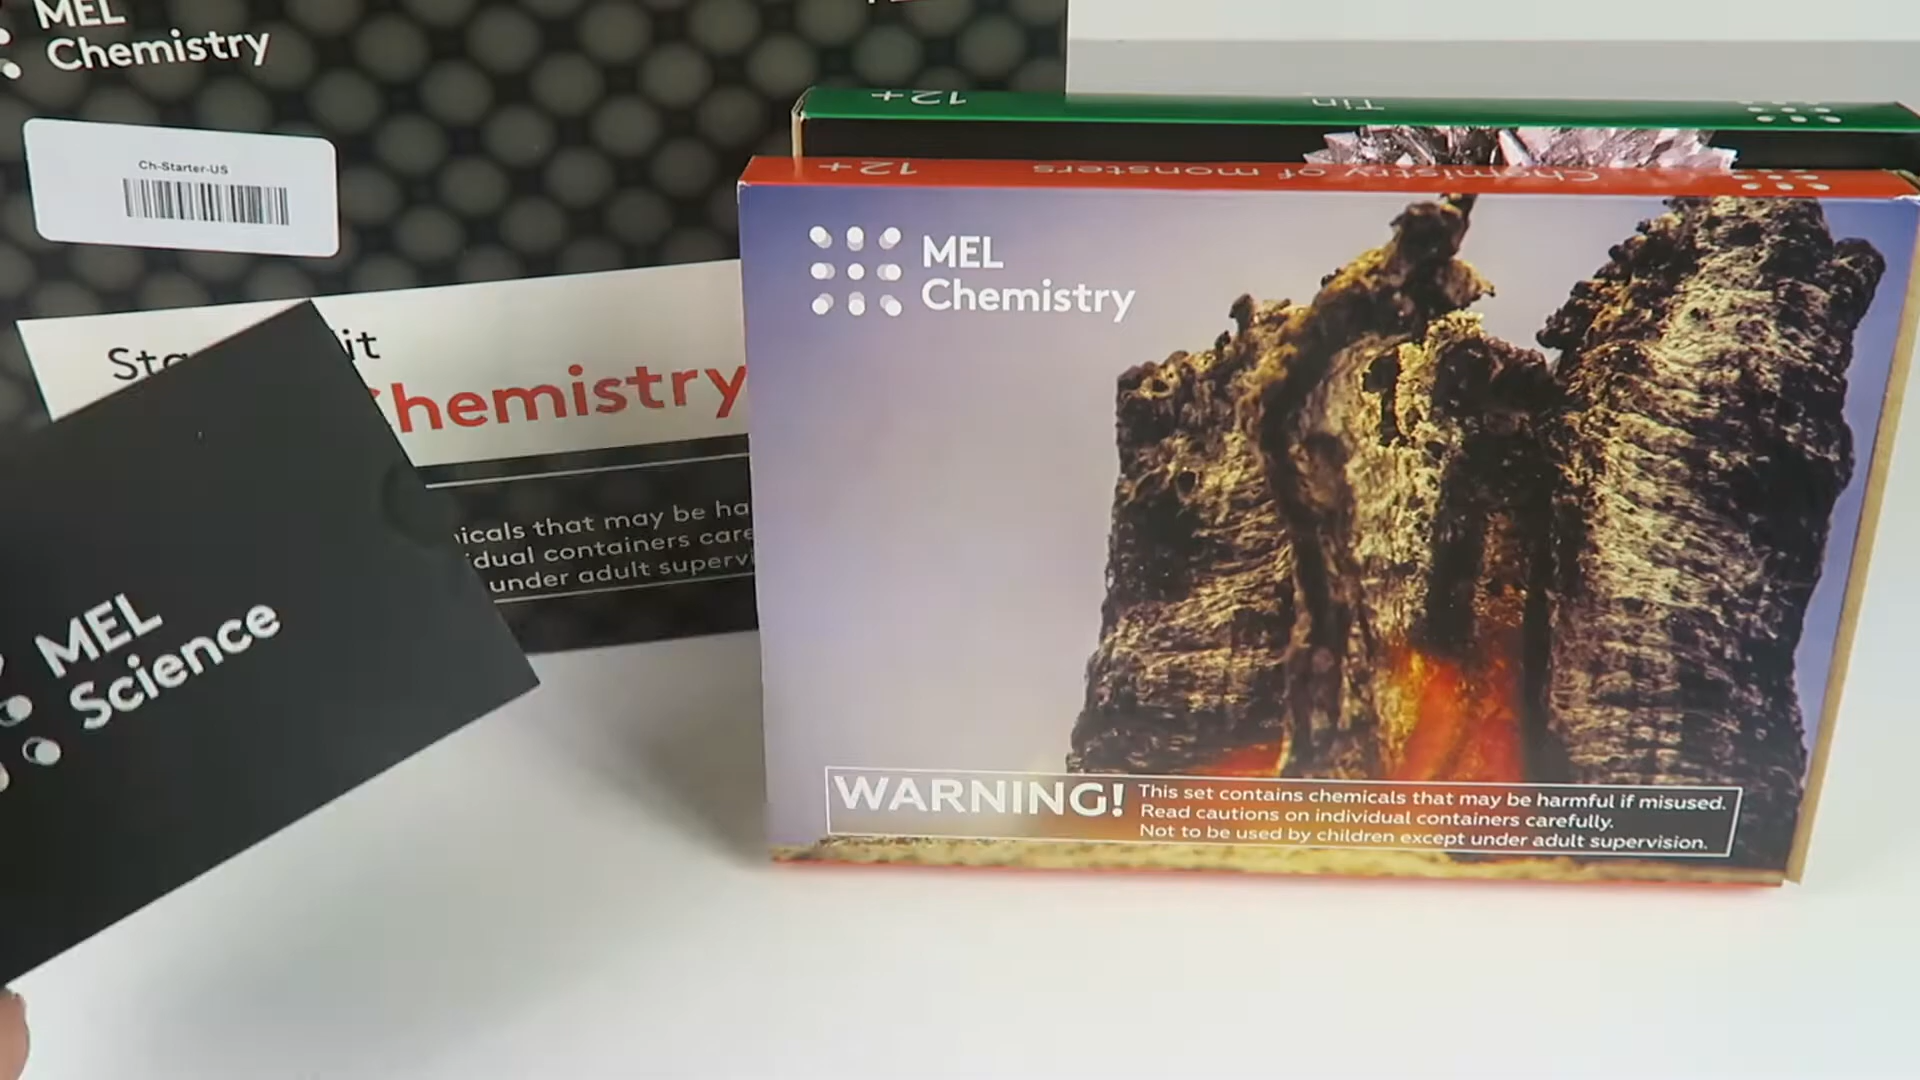 MEL
Chemistry
Ch-Starter-US
it
hemistry
icals that may be ha
idual containers care
under adult supervi
MEL
Science
12+
Tin
12+
Chemistry of monsters
MEL
Chemistry
WARNING!
This set contains chemicals that may be harmful if misused.
Read cautions on individual containers carefully.
Not to be used by children except under adult supervision.